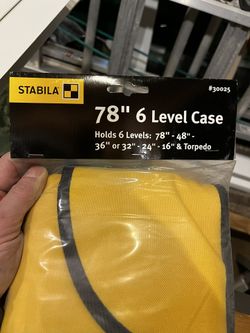 STABILA
#30025
78" 6 Level Case
Holds 6 Levels: 78" - 48" -
36" or 32" - 24" - 16" & Torpedo